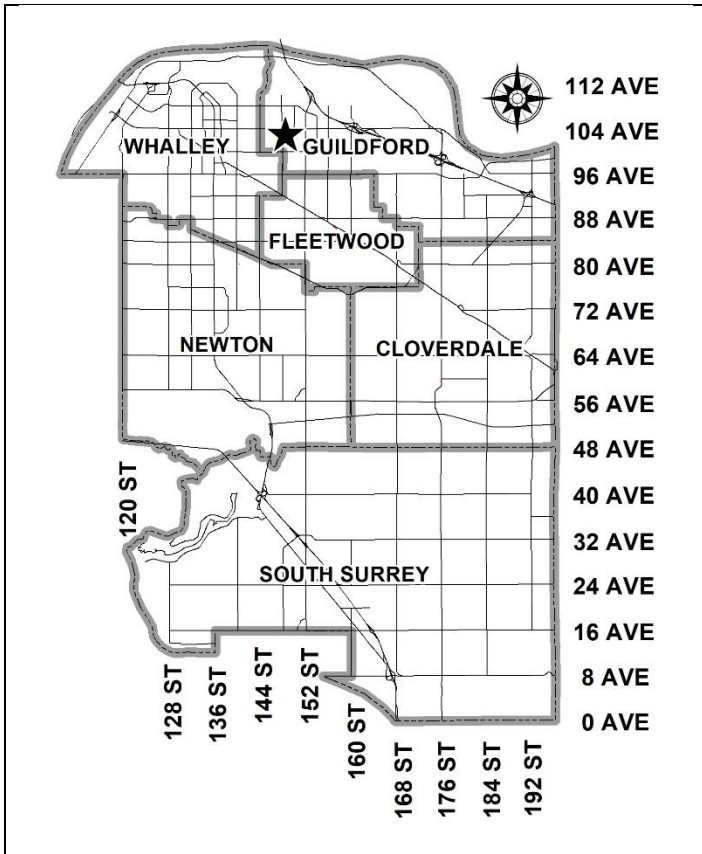 112 AVE
104 AVE
WHALLEY
GUILDFORD
96 AVE
88 AVE
FLEETWOOD
80 AVE
72 AVE
NEWTON
CLOVERDALE
64 AVE
56 AVE
48 AVE
120 ST
40 AVE
32 AVE
SOUTH SURREY
24 AVE
16 AVE
8 AVE
0 AVE
128 ST
136 ST
144 ST
152 ST
160 ST
168 ST
176 ST
184 ST
192 ST